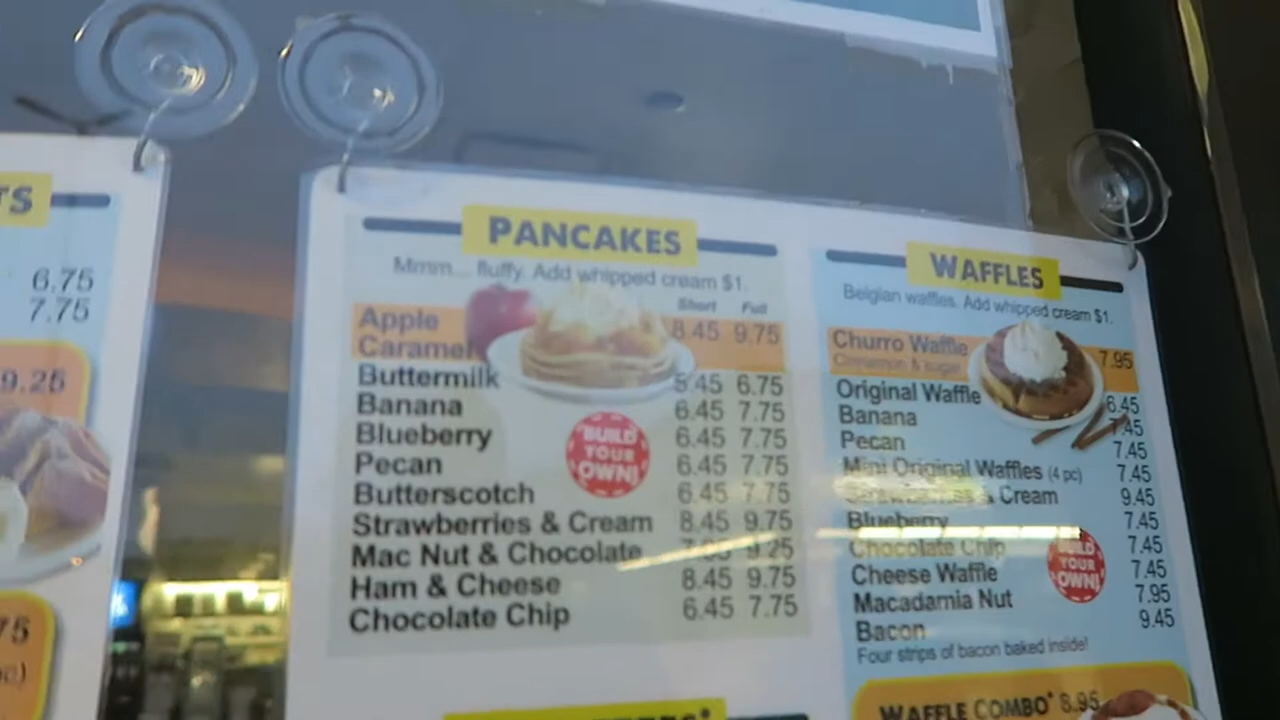 TS
6.75
7.75
9.25
75
PANCAKES
Mmm... fluffy. Add whipped cream $1.
Short Full
Apple
Caramel 8.45 9.75
Buttermilk 5.45 6.75
Banana 6.45 7.75
Blueberry 6.45 7.75
Pecan 6.45 7.75
Butterscotch 6.45 7.75
Strawberries & Cream 8.45 9.75
Mac Nut & Chocolate 9.25
Ham & Cheese 8.45 9.75
Chocolate Chip 6.45 7.75
BUILD
YOUR
OWN!
WAFFLES
Belgian waffles. Add whipped cream $1.
Churro Waffle 7.95
Cinnamon & sugar
Original Waffle 6.45
Banana 7.45
Pecan 7.45
Mini Original Waffles (4 pc) 7.45
Strawberries & Cream 9.45
Blueberry 7.45
Chocolate Chip 7.45
Cheese Waffle 7.45
Macadamia Nut 7.95
Bacon 9.45
Four strips of bacon baked inside!
BUILD
YOUR
OWN!
WAFFLE COMBO* 8.95